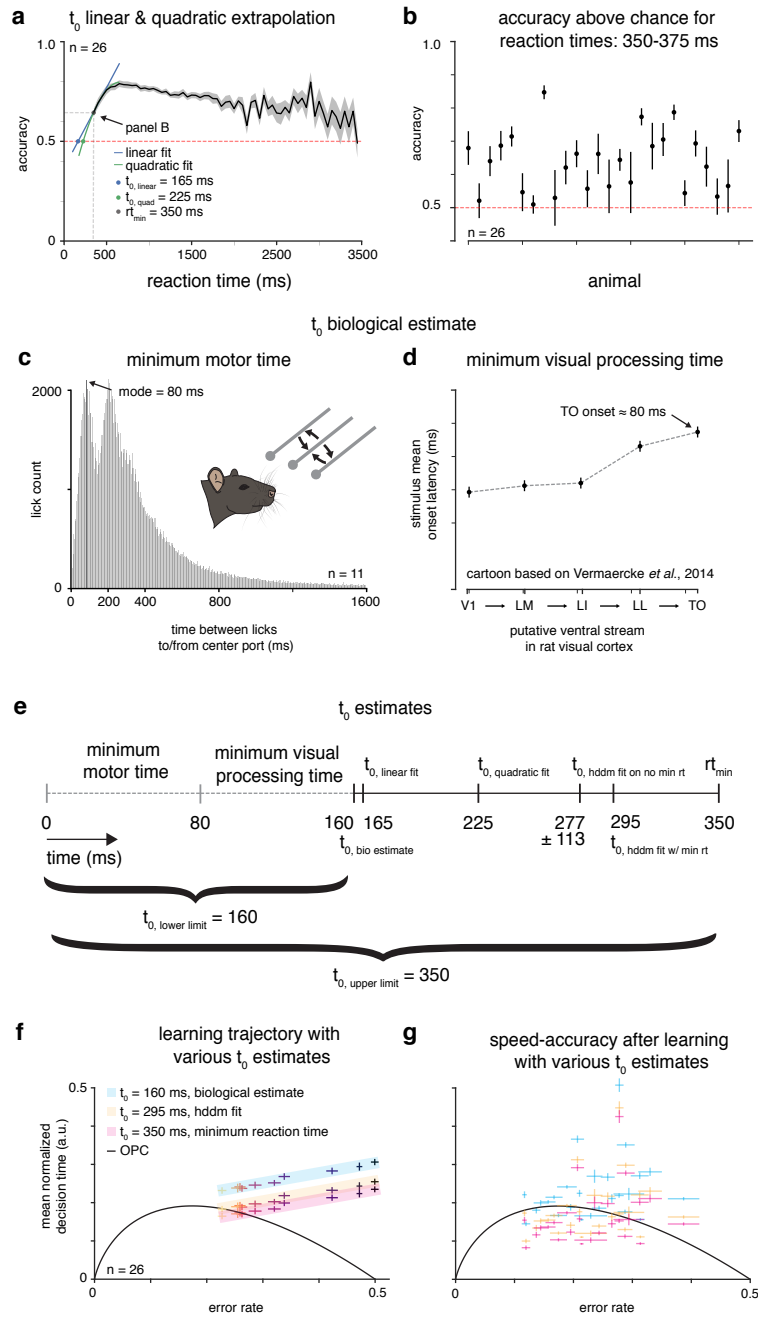 a
t0 linear & quadratic extrapolation
n = 26
1.0
0.5
0
accuracy
panel B
linear fit
quadratic fit
t0, linear = 165 ms
t0, quad = 225 ms
rtmin = 350 ms
0 500 1500 2500 3500
reaction time (ms)
b
accuracy above chance for
reaction times: 350-375 ms
1.0
0.5
accuracy
n = 26
animal
t0 biological estimate
c
minimum motor time
2000
1000
0
lick count
mode = 80 ms
n = 11
0 200 400 800 1200 1600
time between licks
to/from center port (ms)
d
minimum visual processing time
TO onset ≈ 80 ms
stimulus mean
onset latency (ms)
cartoon based on Vermaercke et al., 2014
V1 → LM → LI → LL → TO
putative ventral stream
in rat visual cortex
e
t0 estimates
minimum
motor time
minimum visual
processing time
t0, linear fit
t0, quadratic fit
t0, hddm fit on no min rt
rtmin
0 80 160 165 225 277 295 350
± 113
t0, bio estimate
t0, hddm fit w/ min rt
time (ms)
t0, lower limit = 160
t0, upper limit = 350
f
learning trajectory with
various t0 estimates
0.5
0
mean normalized
decision time (a.u.)
t0 = 160 ms, biological estimate
t0 = 295 ms, hddm fit
t0 = 350 ms, minimum reaction time
OPC
n = 26
0 0.5
error rate
g
speed-accuracy after learning
with various t0 estimates
0 0.5
error rate